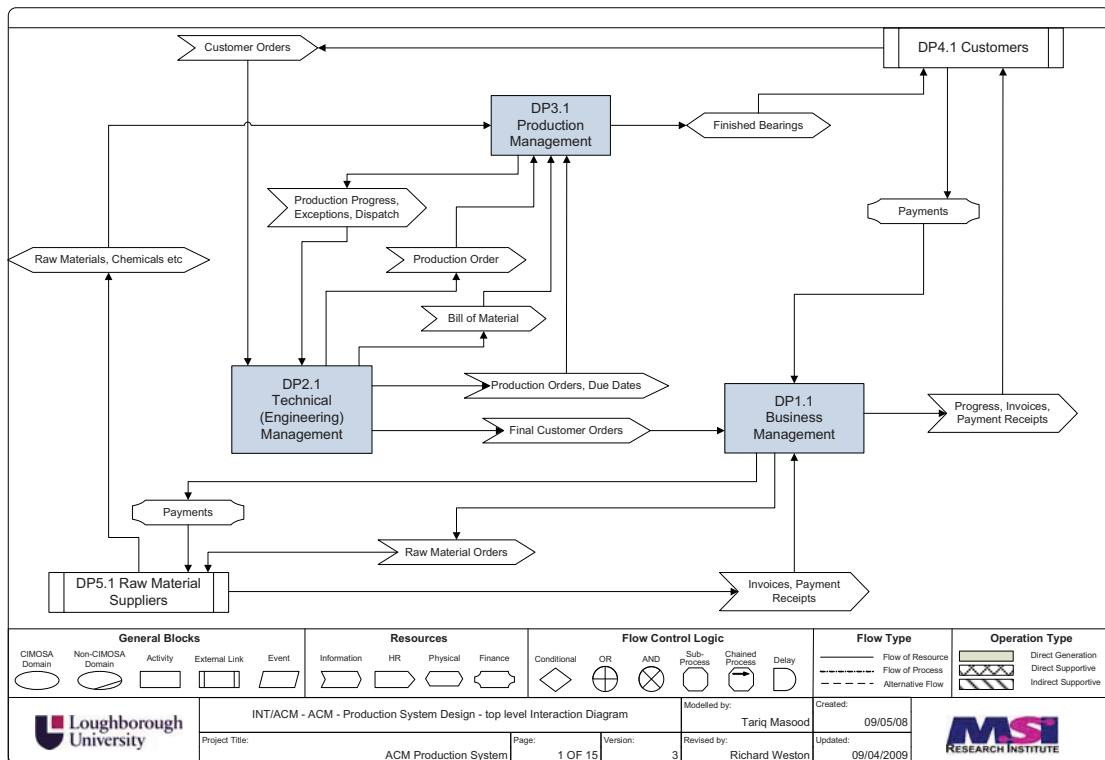 Customer Orders
DP4.1 Customers
DP3.1
Production
Management
Finished Bearings
Production Progress,
Exceptions, Dispatch
Payments
Raw Materials, Chemicals etc
Production Order
Bill of Material
DP2.1
Technical
(Engineering)
Management
Production Orders, Due Dates
DP1.1
Business
Management
Progress, Invoices,
Payment Receipts
Final Customer Orders
Payments
Raw Material Orders
DP5.1 Raw Material
Suppliers
Invoices, Payment
Receipts
General Blocks
CIMOSA
Domain
Non-CIMOSA
Domain
Activity
External Link
Event
Resources
Information
HR
Physical
Finance
Flow Control Logic
Conditional
OR
AND
Sub-
Process
Chained
Process
Delay
Flow Type
Flow of Resource
Flow of Process
Alternative Flow
Operation Type
Direct Generation
Direct Supportive
Indirect Supportive
Loughborough
University
INT/ACM - ACM - Production System Design - top level Interaction Diagram
Modelled by:
Tariq Masood
Created:
09/05/08
Project Title:
ACM Production System
Page:
1 OF 15
Version:
3
Revised by:
Richard Weston
Updated:
09/04/2009
MSI
RESEARCH INSTITUTE